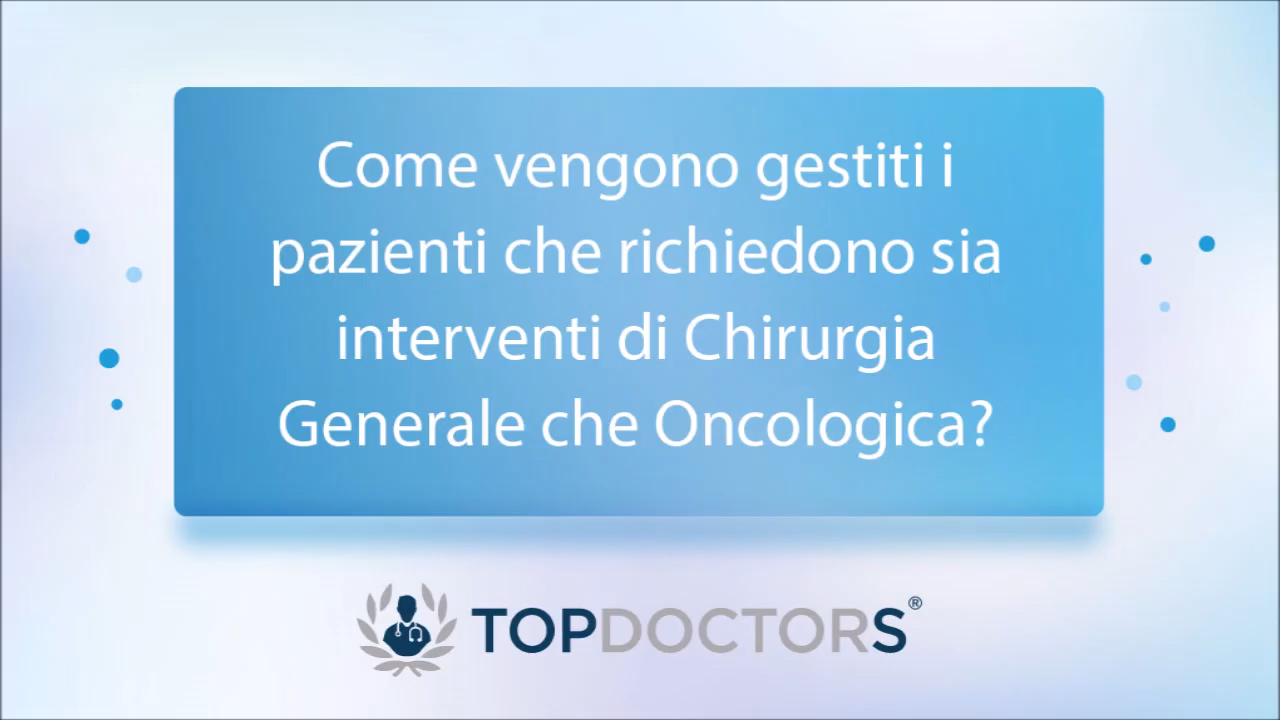 Come vengono gestiti i
pazienti che richiedono sia
interventi di Chirurgia
Generale che Oncologica?
TOPDOCTORS®